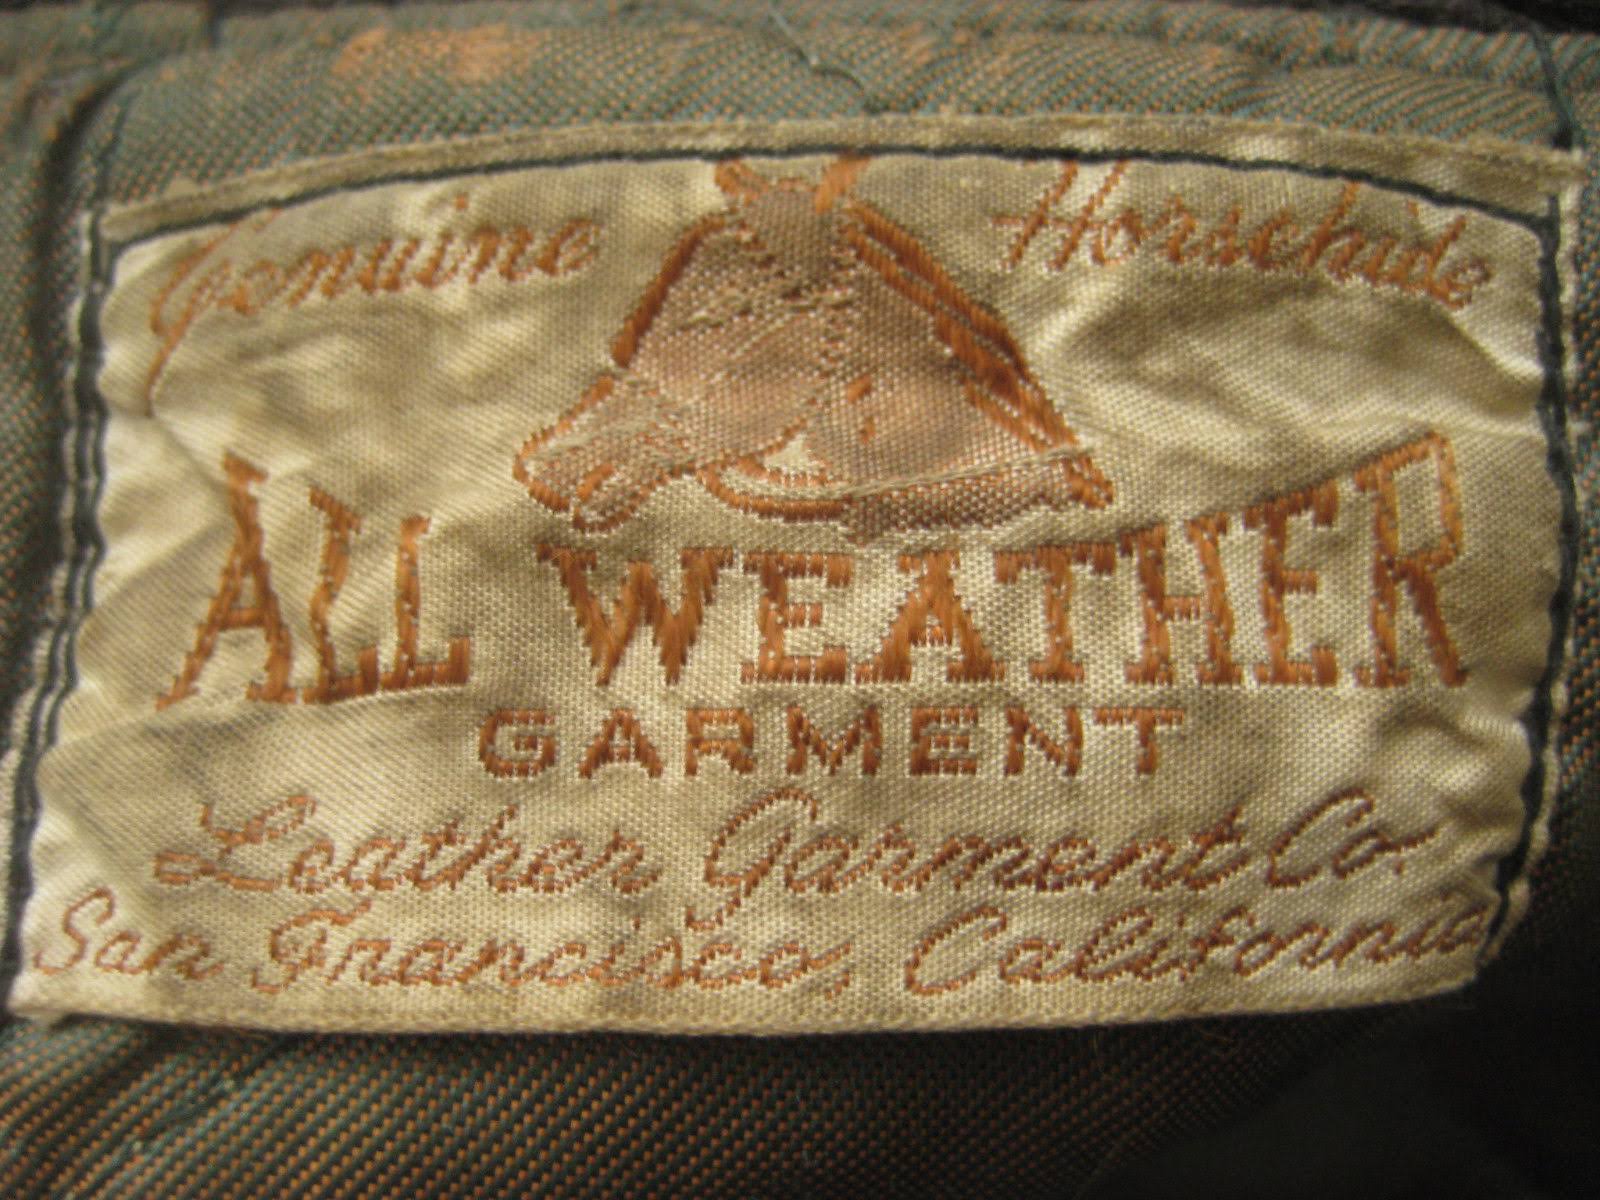 Genuine Horsehide
ALL WEATHER
GARMENT
Leather Garment Co.
San Francisco, California